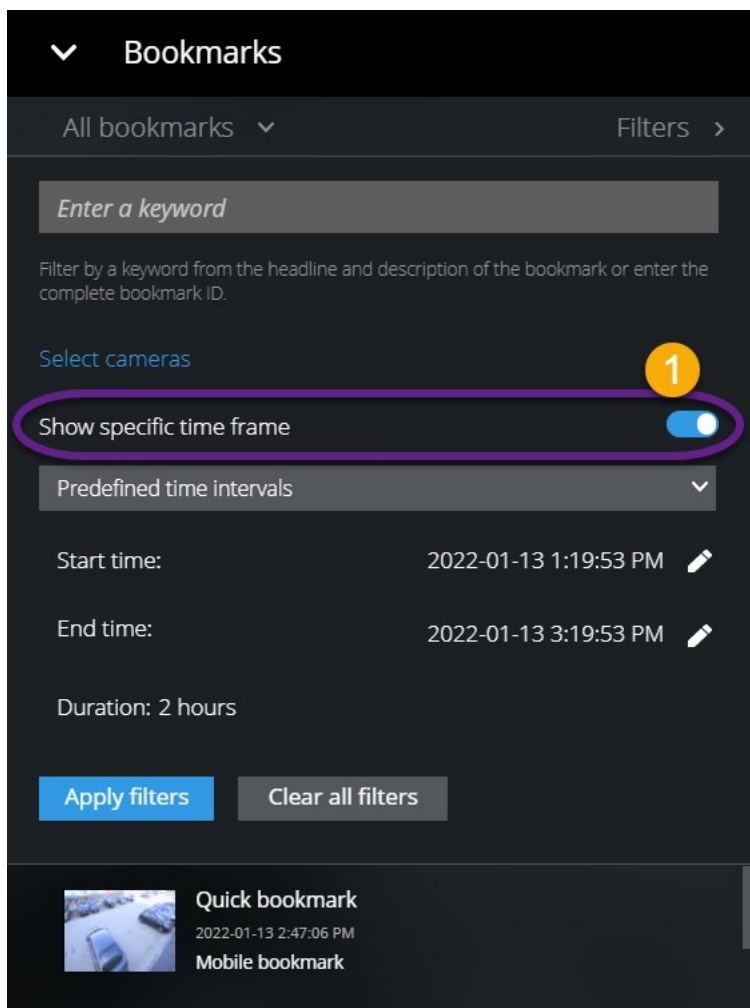 Bookmarks
All bookmarks
Filters
Enter a keyword
Filter by a keyword from the headline and description of the bookmark or enter the
complete bookmark ID.
Select cameras
1
Show specific time frame
Predefined time intervals
Start time: 2022-01-13 1:19:53 PM
End time: 2022-01-13 3:19:53 PM
Duration: 2 hours
Apply filters
Clear all filters
Quick bookmark
2022-01-13 2:47:06 PM
Mobile bookmark